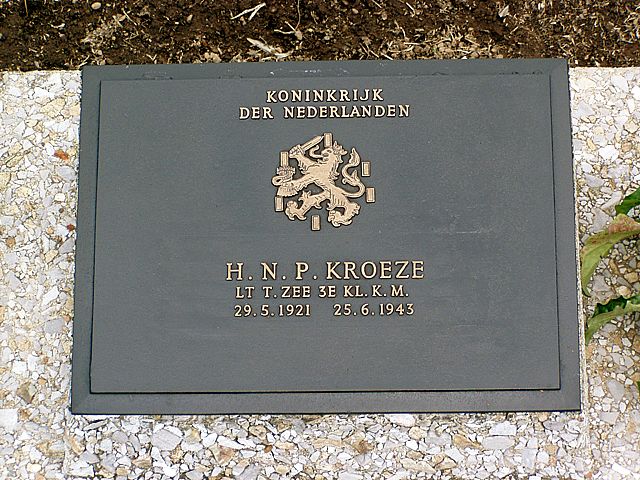 KONINKRIJK
DER NEDERLANDEN
H. N. P. KROEZE
LT T. ZEE 3E KL. K. M.
29. 5. 1921 25. 6. 1943